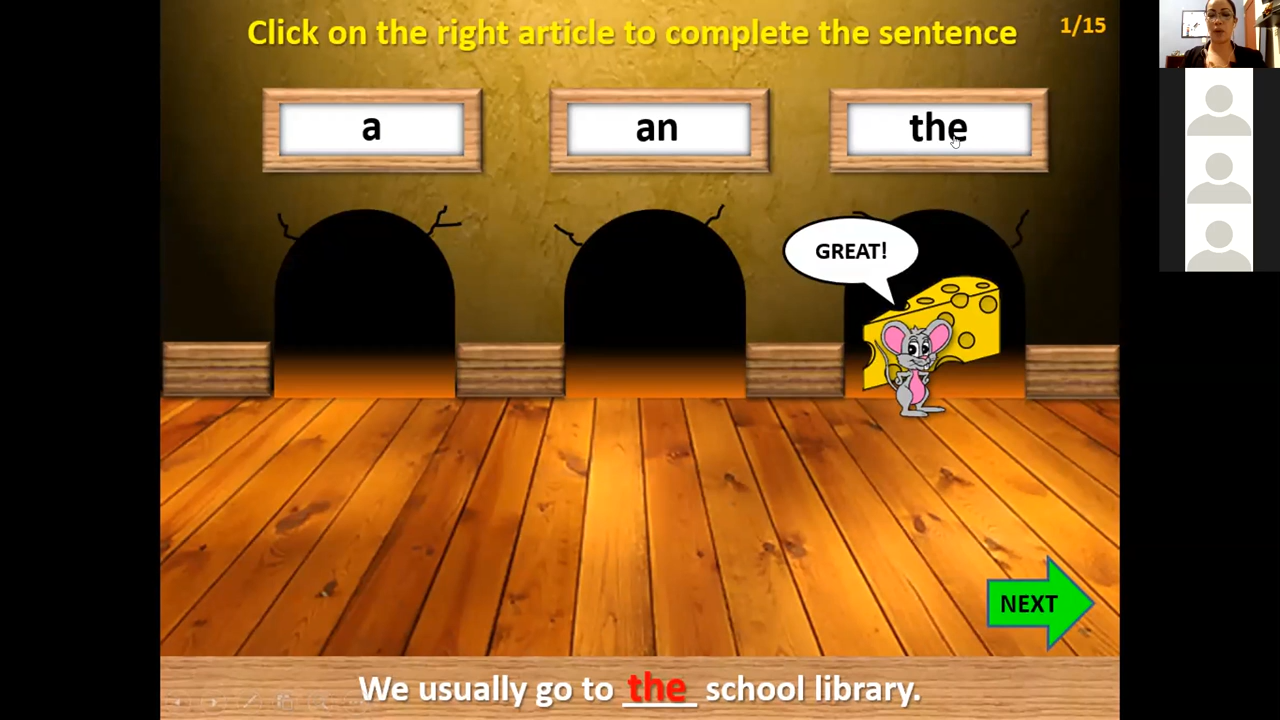 Click on the right article to complete the sentence
1/15
a
an
the
GREAT!
NEXT
We usually go to the school library.